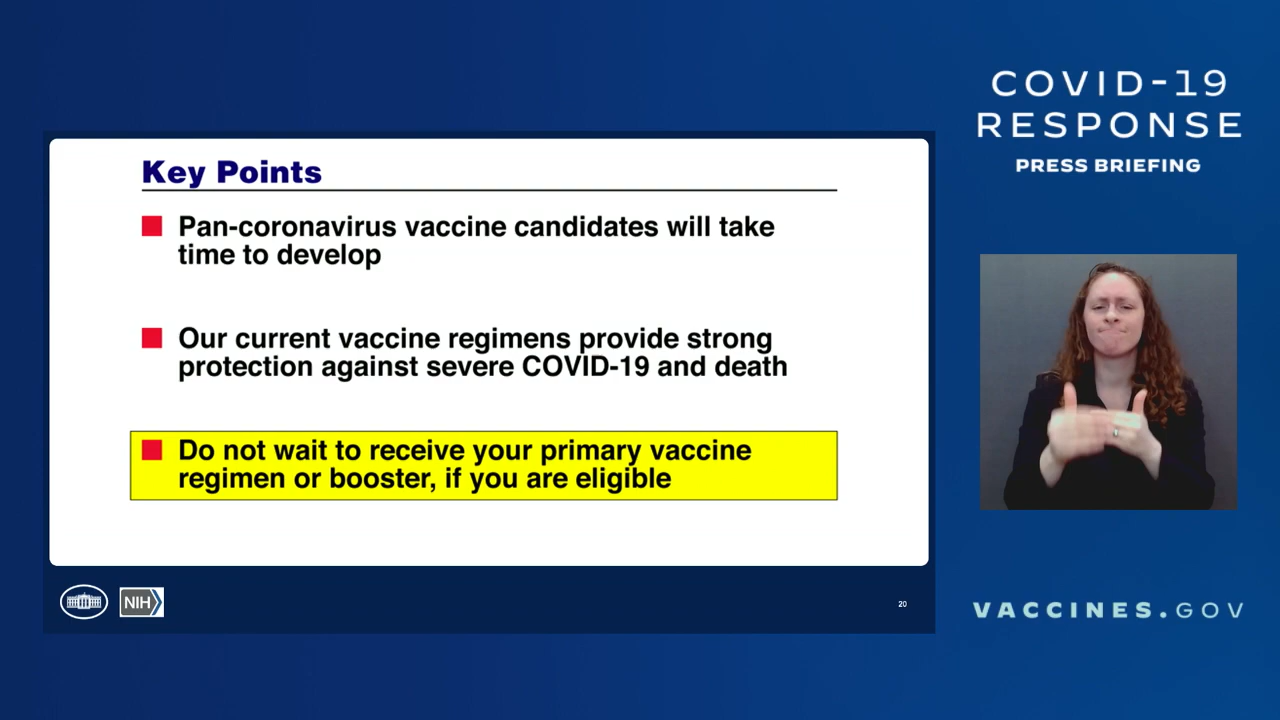 COVID-19
RESPONSE
PRESS BRIEFING
Key Points
Pan-coronavirus vaccine candidates will take
time to develop
Our current vaccine regimens provide strong
protection against severe COVID-19 and death
Do not wait to receive your primary vaccine
regimen or booster, if you are eligible
NIH
20
VACCINES.GOV